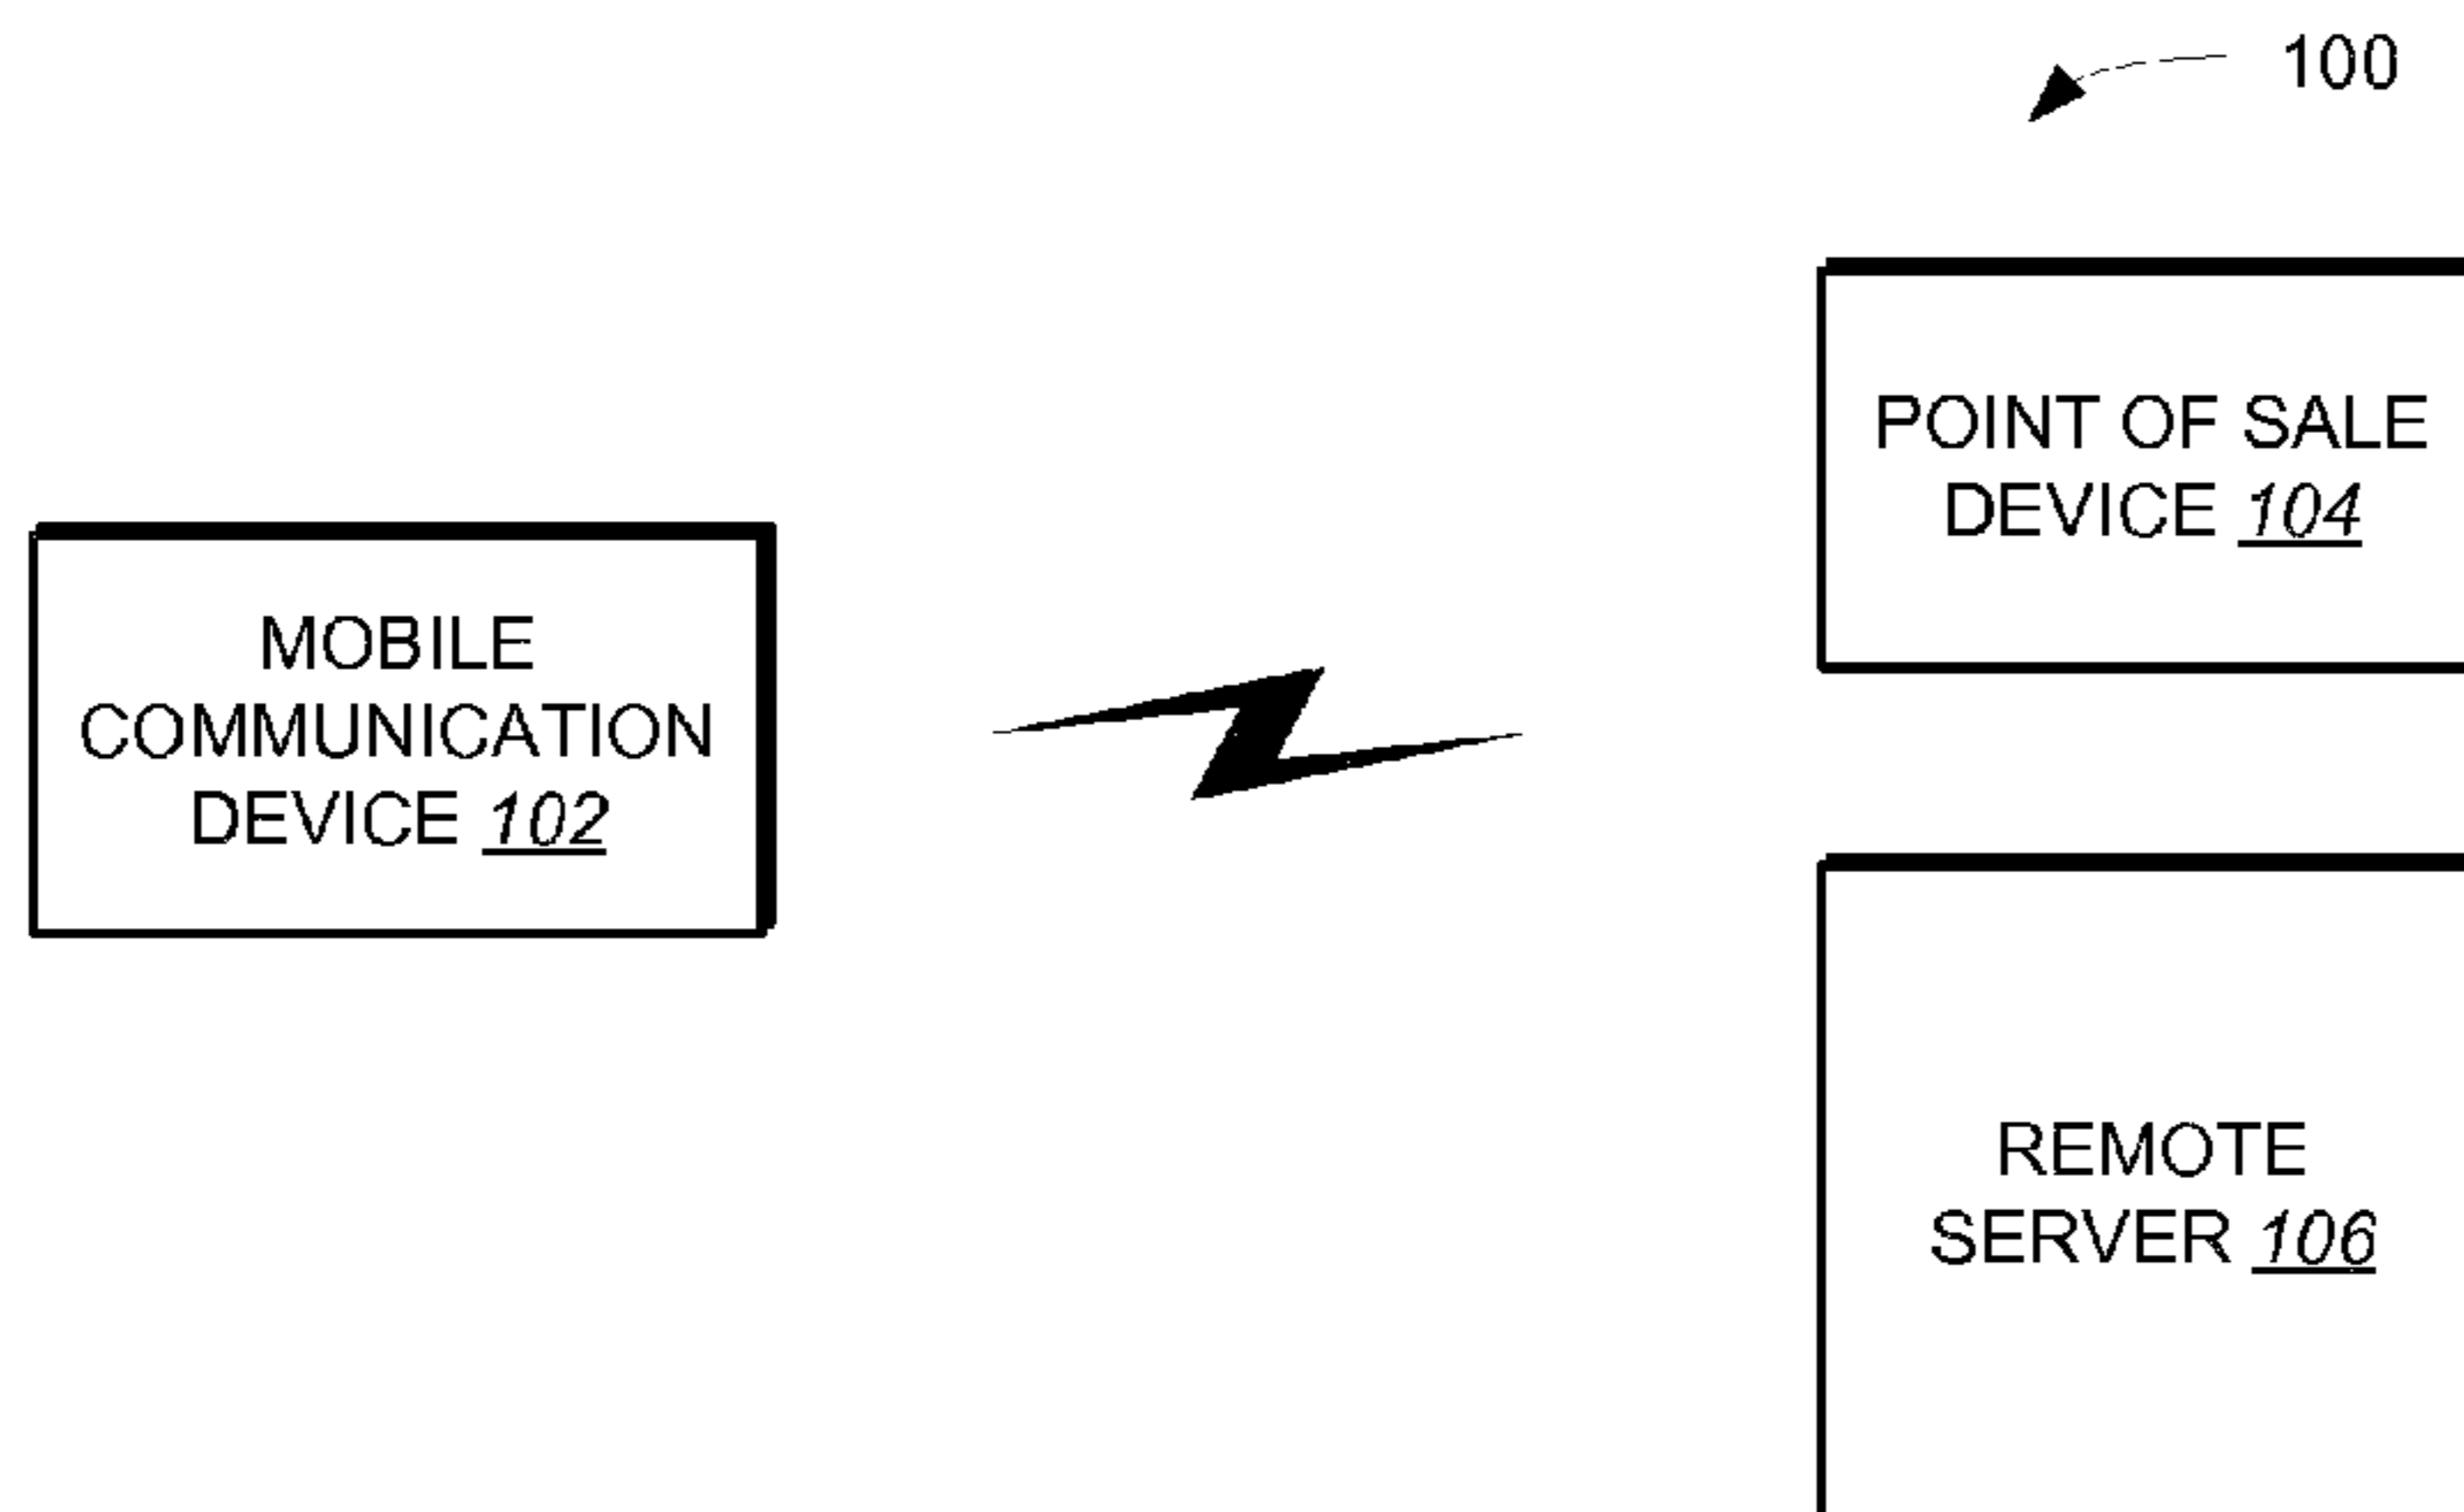 100
POINT OF SALE
DEVICE 104
MOBILE
COMMUNICATION
DEVICE 102
REMOTE
SERVER 106